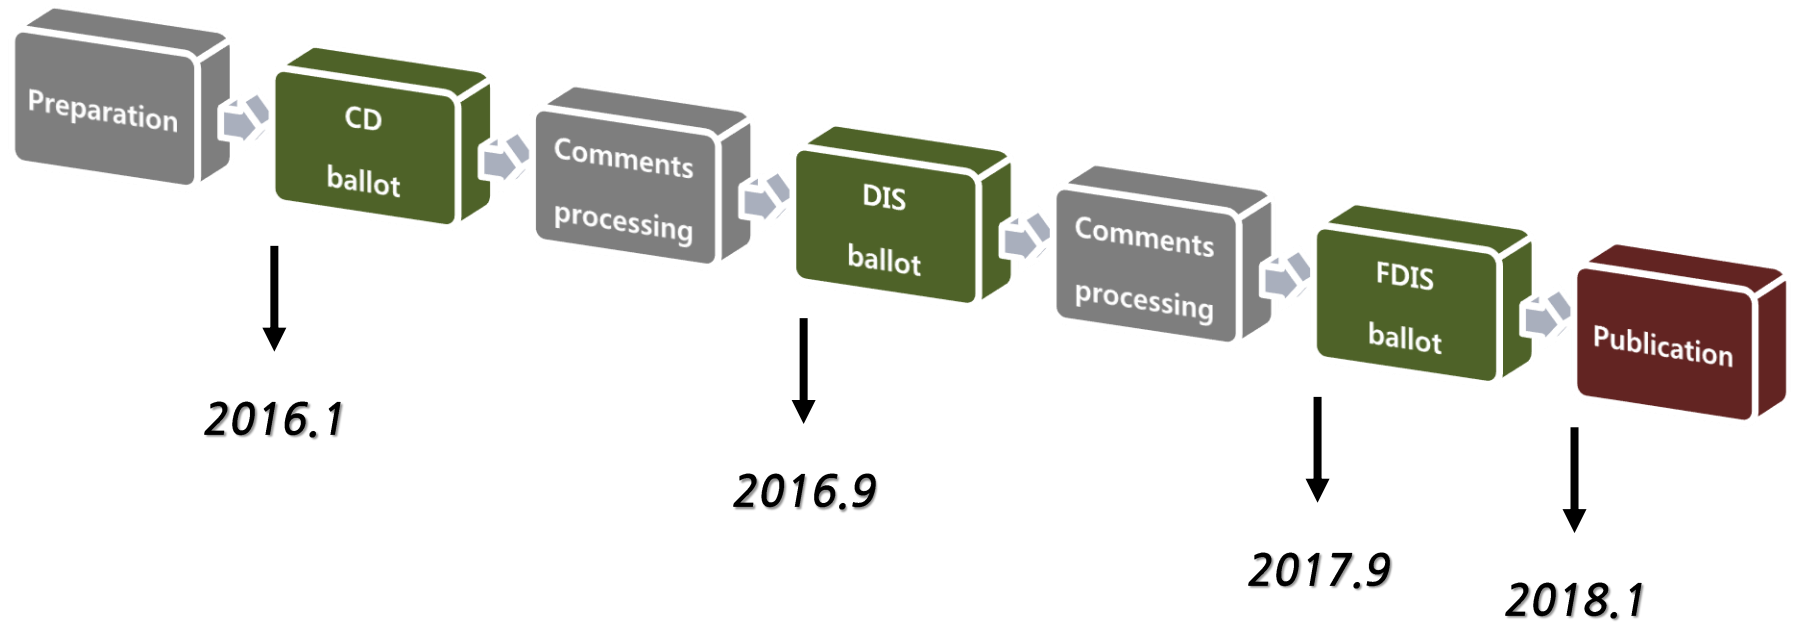 Preparation
CD
ballot
Comments
processing
DIS
ballot
Comments
processing
FDIS
ballot
Publication
2016.1
2016.9
2017.9
2018.1